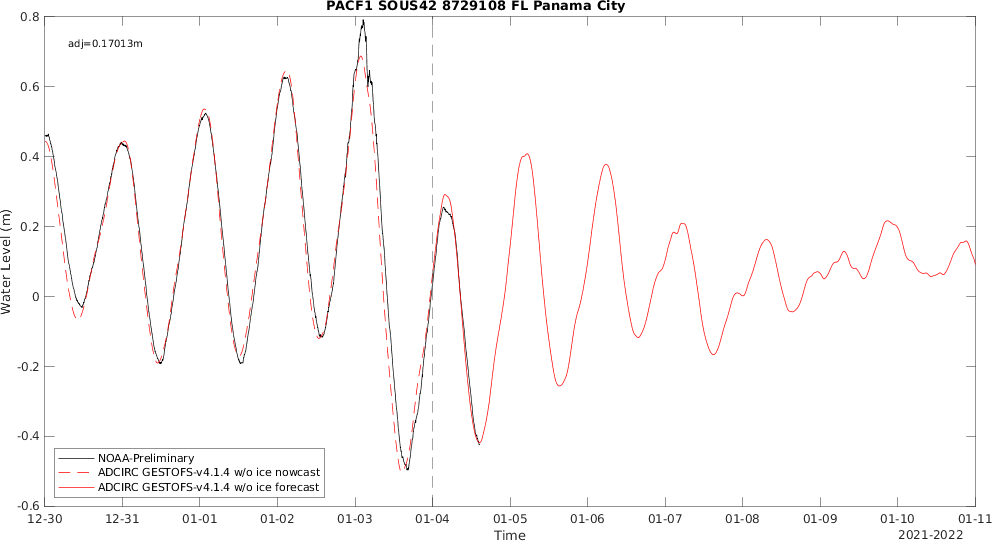 PACF1 SOUS42 8729108 FL Panama City
adj=0.17013m
Water Level (m)
0.8
0.6
0.4
0.2
0
-0.2
-0.4
-0.6
NOAA-Preliminary
ADCIRC GESTOFS-v4.1.4 w/o ice nowcast
ADCIRC GESTOFS-v4.1.4 w/o ice forecast
12-30 12-31 01-01 01-02 01-03 01-04 01-05 01-06 01-07 01-08 01-09 01-10 01-11
Time
2021-2022